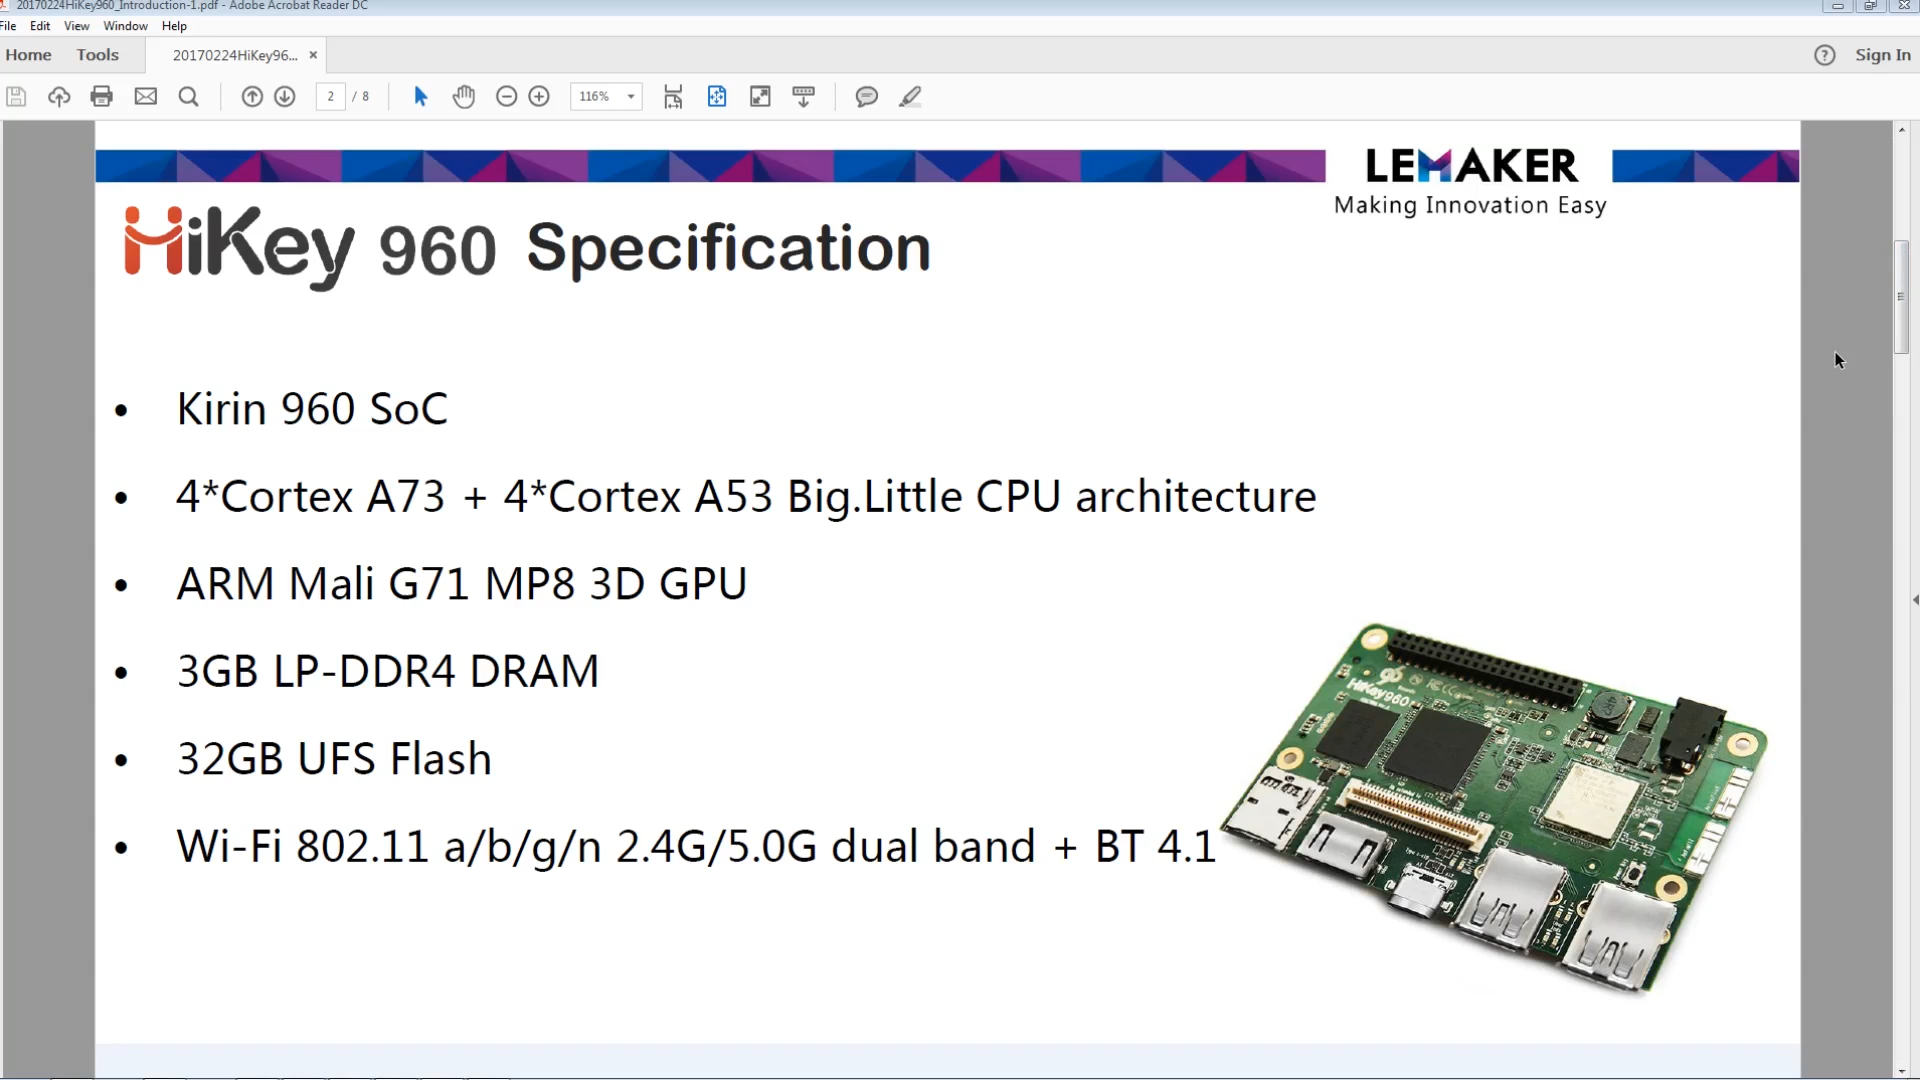 20170224HiKey960_Introduction-1.pdf - Adobe Acrobat Reader DC
File Edit View Window Help
Home Tools 20170224HiKey96... × ? Sign In
2 / 8 116%
LEMAKER
Making Innovation Easy
HiKey 960 Specification
• Kirin 960 SoC
• 4*Cortex A73 + 4*Cortex A53 Big.Little CPU architecture
• ARM Mali G71 MP8 3D GPU
• 3GB LP-DDR4 DRAM
• 32GB UFS Flash
• Wi-Fi 802.11 a/b/g/n 2.4G/5.0G dual band + BT 4.1
96
HiKey960